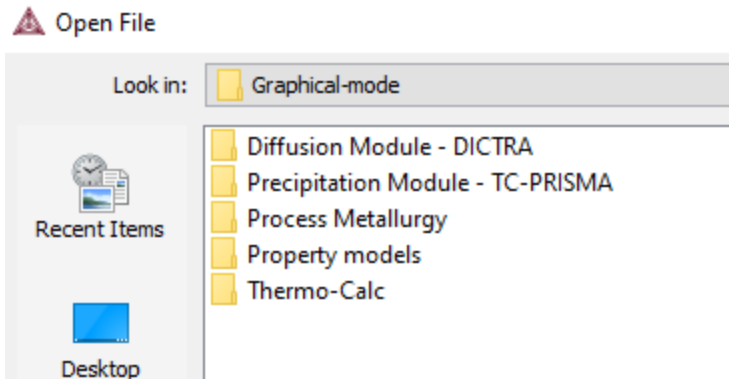 Open File
Look in:
Graphical-mode
Recent Items
Desktop
Diffusion Module - DICTRA
Precipitation Module - TC-PRISMA
Process Metallurgy
Property models
Thermo-Calc